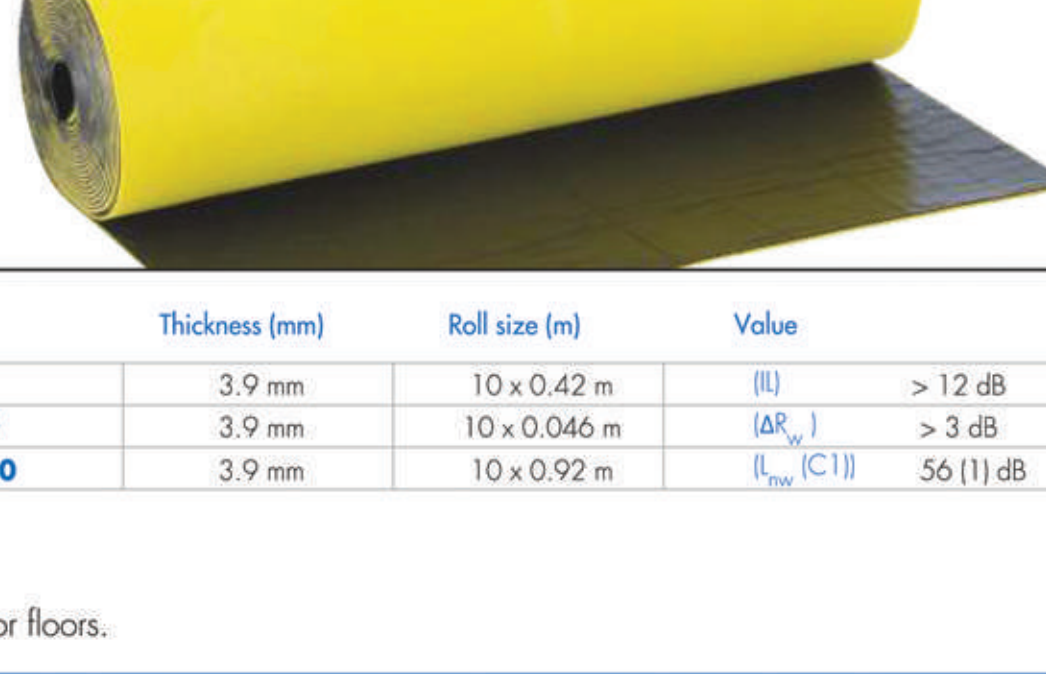 Thickness (mm) Roll size (m) Value
3.9 mm 10 x 0.42 m (IL) > 12 dB
3.9 mm 10 x 0.046 m (ΔRw ) > 3 dB
0 3.9 mm 10 x 0.92 m (Lnw (C1)) 56 (1) dB
or floors.